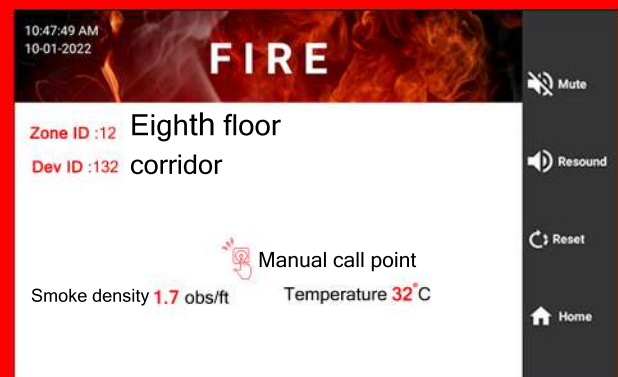 10:47:49 AM
10-01-2022
FIRE
Mute
Zone ID :12 Eighth floor
Dev ID :132 corridor
Resound
Reset
Manual call point
Smoke density 1.7 obs/ft Temperature 32°C
Home